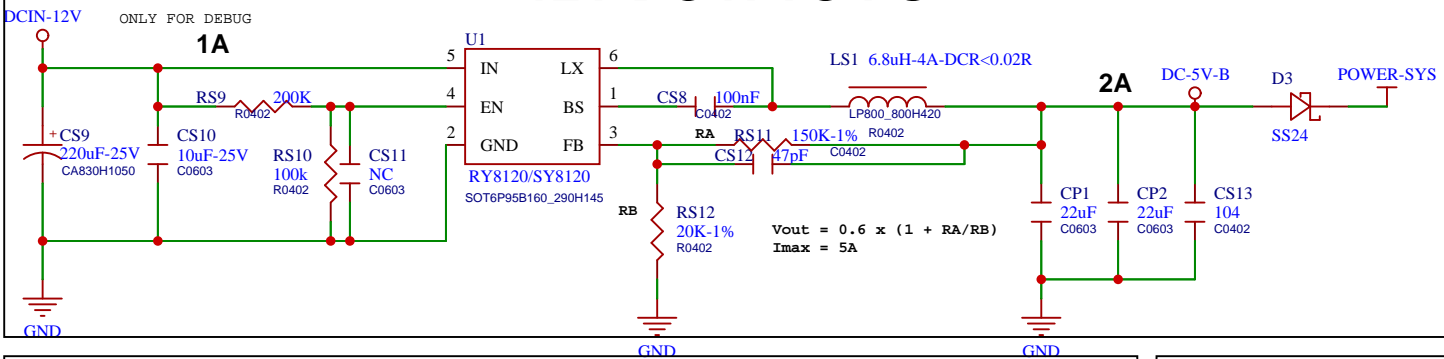 DCIN-12V
ONLY FOR DEBUG
1A
U1
5 IN LX 6
4 EN BS 1
2 GND FB 3
RY8120/SY8120
SOT6P95B160_290H145
RS9 200K
R0402
+ CS9
220uF-25V
CA830H1050
CS10
10uF-25V
C0603
RS10
100k
R0402
CS11
NC
C0603
GND
CS8 100nF
C0402
LS1 6.8uH-4A-DCR<0.02R
LP800_800H420
RA RS11 150K-1%
R0402
CS12 47pF
C0402
RB
RS12
20K-1%
R0402
Vout = 0.6 x (1 + RA/RB)
Imax = 5A
GND
2A
DC-5V-B
D3
SS24
POWER-SYS
CP1
22uF
C0603
CP2
22uF
C0603
CS13
104
C0402
GND